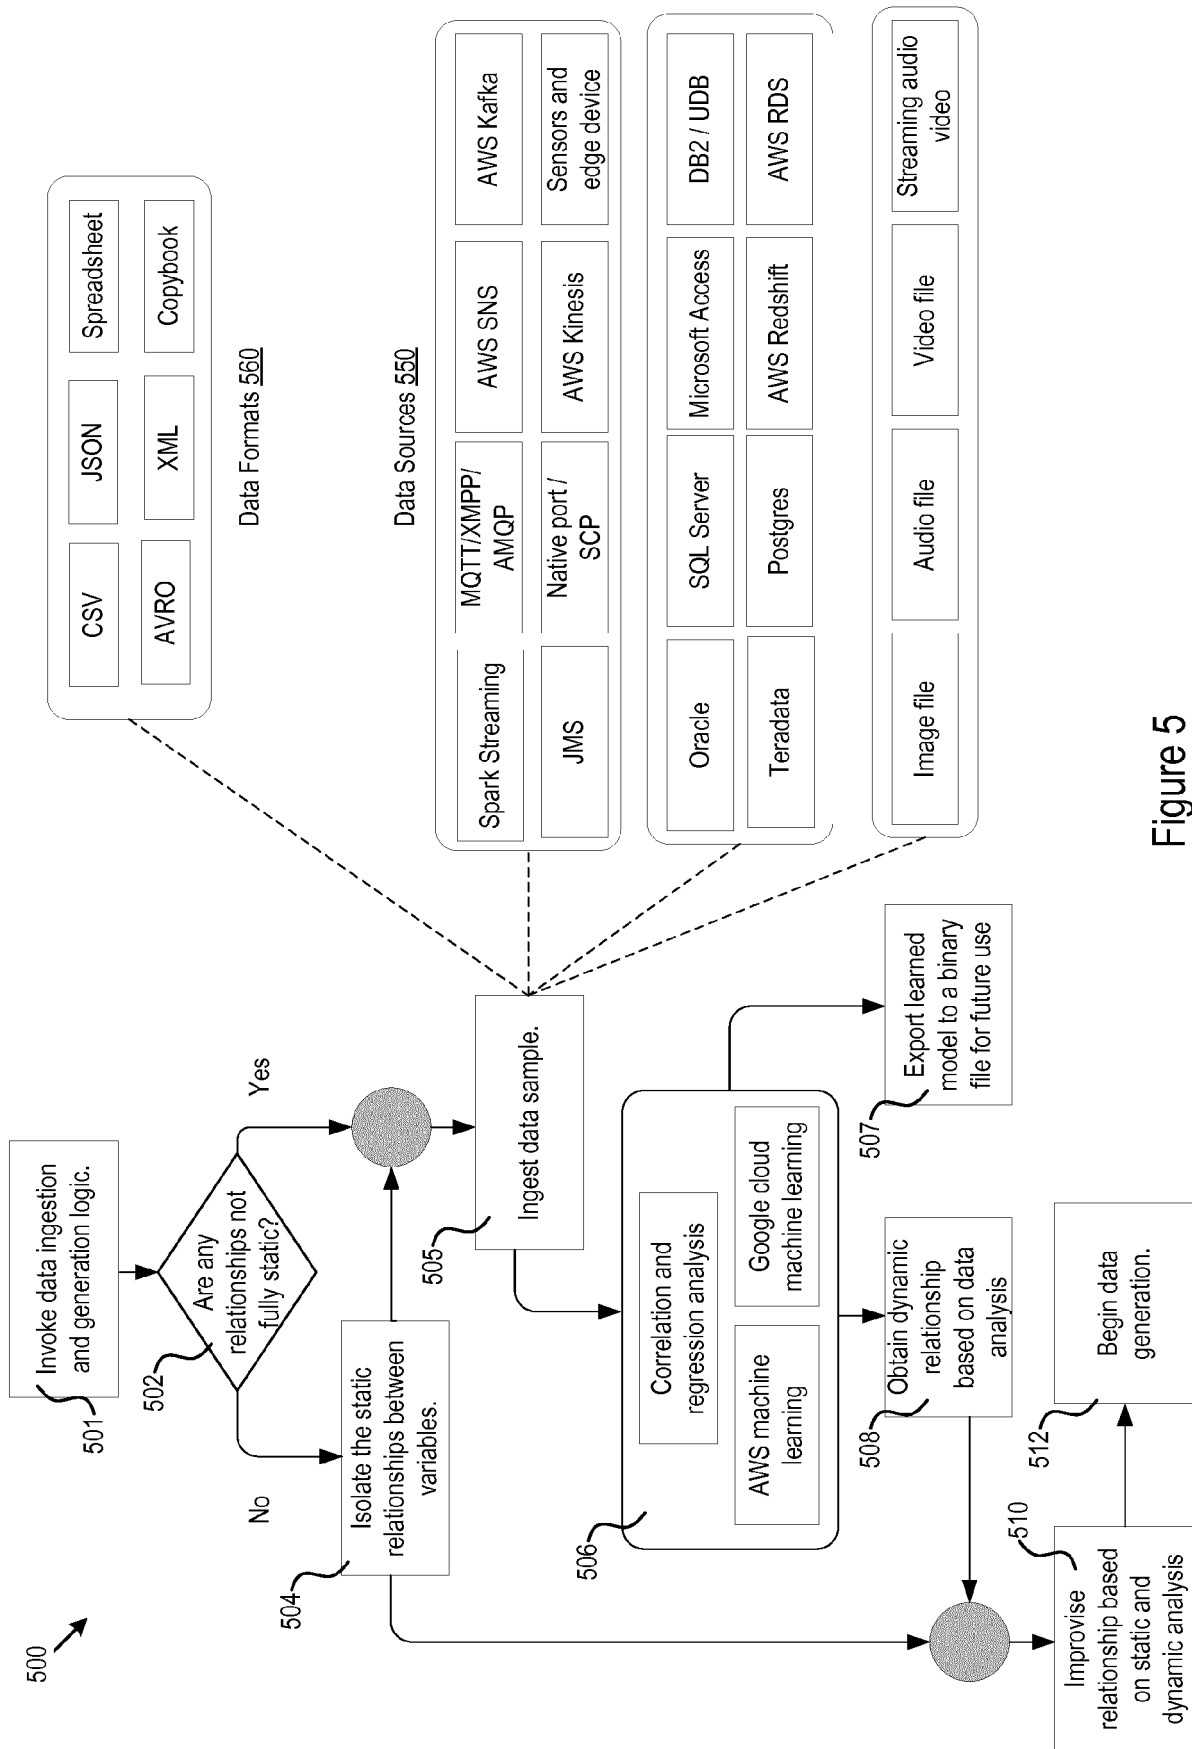 500
501
Invoke data ingestion
and generation logic.
502
Are any
relationships not
fully static?
Yes
No
504
Isolate the static
relationships between
variables.
505
Ingest data sample.
506
Correlation and
regression analysis
AWS machine
learning
Google cloud
machine learning
507
Export learned
model to a binary
file for future use
508
Obtain dynamic
relationship
based on data
analysis
510
Improvise
relationship based
on static and
dynamic analysis
512
Begin data
generation.
CSV
JSON
Spreadsheet
AVRO
XML
Copybook
Data Formats 560
Data Sources 550
Spark Streaming
MQTT/XMPP/
AMQP
AWS SNS
AWS Kafka
JMS
Native port /
SCP
AWS Kinesis
Sensors and
edge device
Oracle
SQL Server
Microsoft Access
DB2 / UDB
Teradata
Postgres
AWS Redshift
AWS RDS
Image file
Audio file
Video file
Streaming audio
video
Figure 5